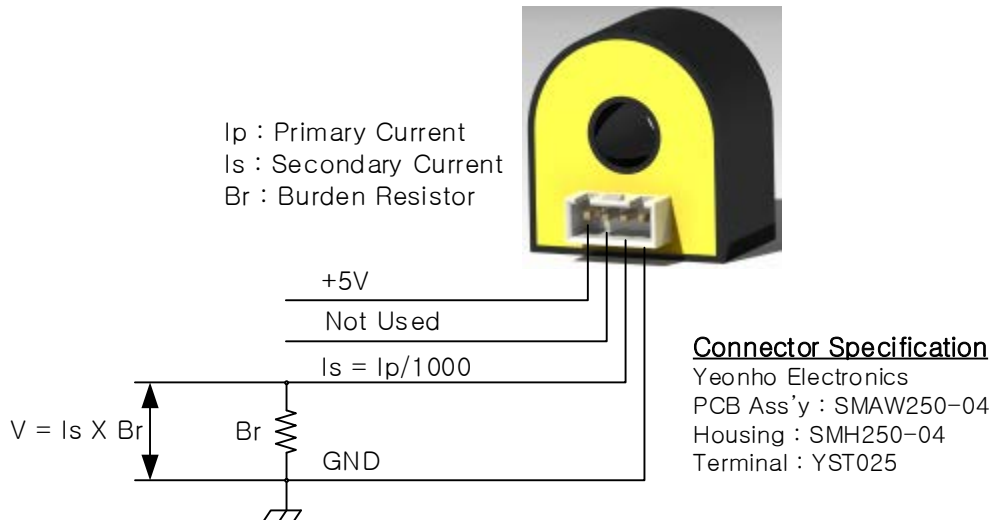 Ip : Primary Current
Is : Secondary Current
Br : Burden Resistor
+5V
Not Used
Is = Ip/1000
V = Is X Br
Br
GND
Connector Specification
Yeonho Electronics
PCB Ass'y : SMAW250-04
Housing : SMH250-04
Terminal : YST025